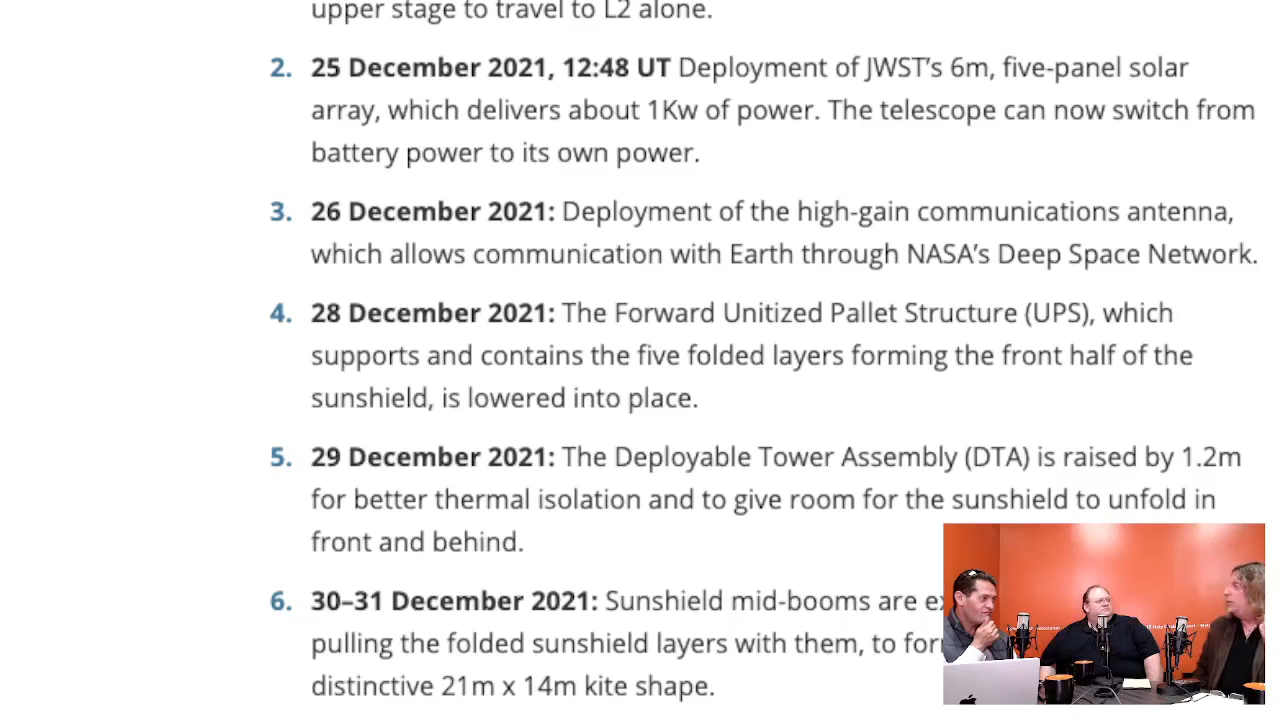 upper stage to travel to L2 alone.
2. 25 December 2021, 12:48 UT Deployment of JWST's 6m, five-panel solar
array, which delivers about 1Kw of power. The telescope can now switch from
battery power to its own power.
3. 26 December 2021: Deployment of the high-gain communications antenna,
which allows communication with Earth through NASA's Deep Space Network.
4. 28 December 2021: The Forward Unitized Pallet Structure (UPS), which
supports and contains the five folded layers forming the front half of the
sunshield, is lowered into place.
5. 29 December 2021: The Deployable Tower Assembly (DTA) is raised by 1.2m
for better thermal isolation and to give room for the sunshield to unfold in
front and behind.
6. 30–31 December 2021: Sunshield mid-booms are
pulling the folded sunshield layers with them, to
distinctive 21m x 14m kite shape.